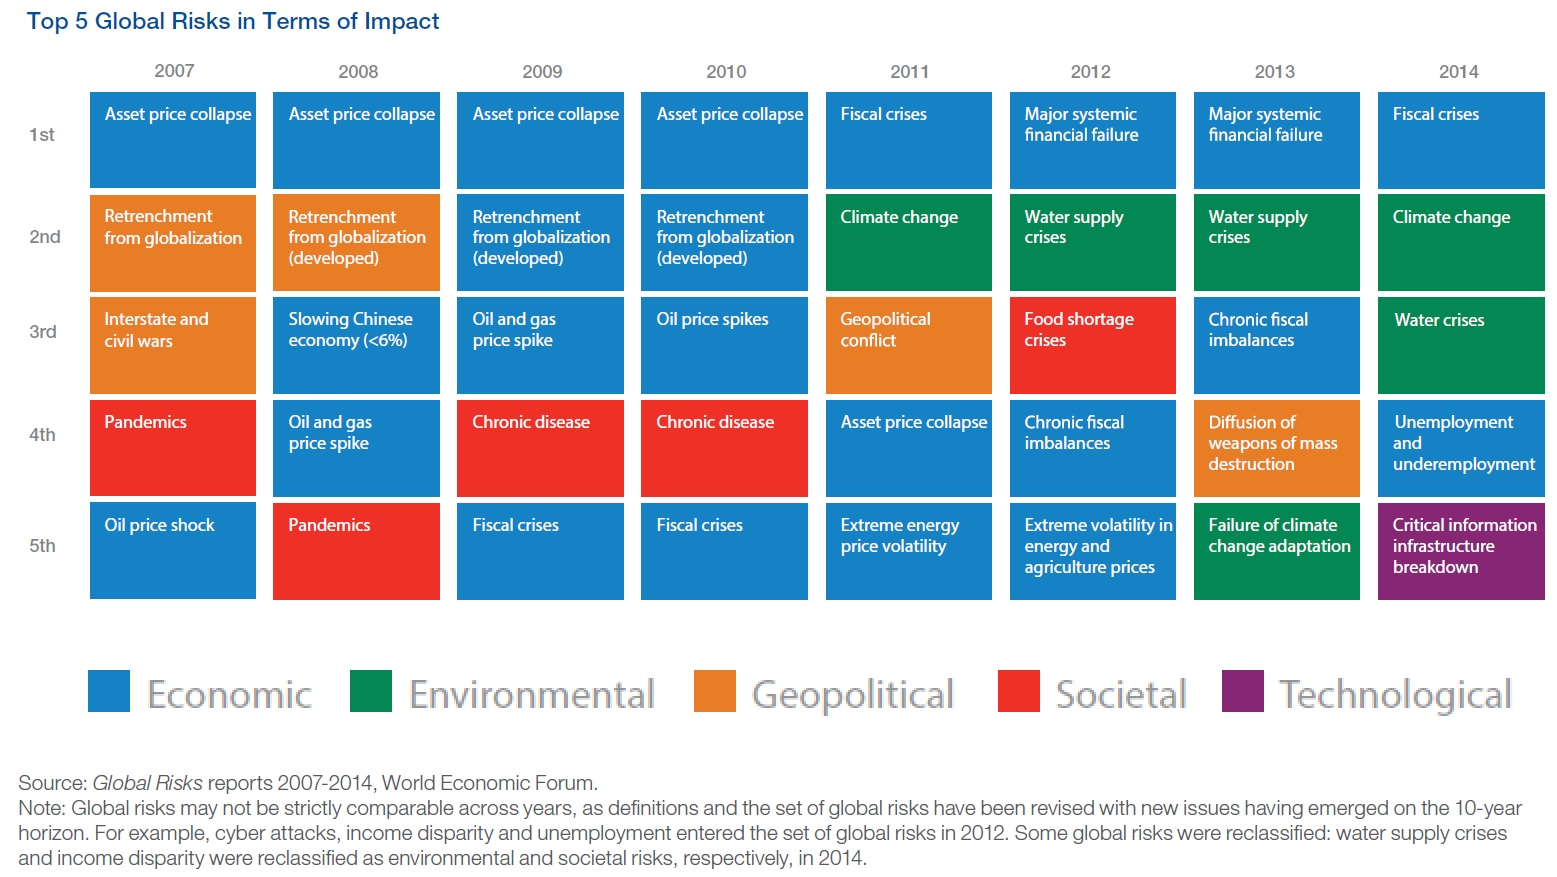 Top 5 Global Risks in Terms of Impact
2007 2008 2009 2010 2011 2012 2013 2014
1st
Asset price collapse
Asset price collapse
Asset price collapse
Asset price collapse
Fiscal crises
Major systemic
financial failure
Major systemic
financial failure
Fiscal crises
2nd
Retrenchment
from globalization
Retrenchment
from globalization
(developed)
Retrenchment
from globalization
(developed)
Retrenchment
from globalization
(developed)
Climate change
Water supply
crises
Water supply
crises
Climate change
3rd
Interstate and
civil wars
Slowing Chinese
economy (<6%)
Oil and gas
price spike
Oil price spikes
Geopolitical
conflict
Food shortage
crises
Chronic fiscal
imbalances
Water crises
4th
Pandemics
Oil and gas
price spike
Chronic disease
Chronic disease
Asset price collapse
Chronic fiscal
imbalances
Diffusion of
weapons of mass
destruction
Unemployment
and
underemployment
5th
Oil price shock
Pandemics
Fiscal crises
Fiscal crises
Extreme energy
price volatility
Extreme volatility in
energy and
agriculture prices
Failure of climate
change adaptation
Critical information
infrastructure
breakdown
Economic Environmental Geopolitical Societal Technological
Source: Global Risks reports 2007-2014, World Economic Forum.
Note: Global risks may not be strictly comparable across years, as definitions and the set of global risks have been revised with new issues having emerged on the 10-year
horizon. For example, cyber attacks, income disparity and unemployment entered the set of global risks in 2012. Some global risks were reclassified: water supply crises
and income disparity were reclassified as environmental and societal risks, respectively, in 2014.